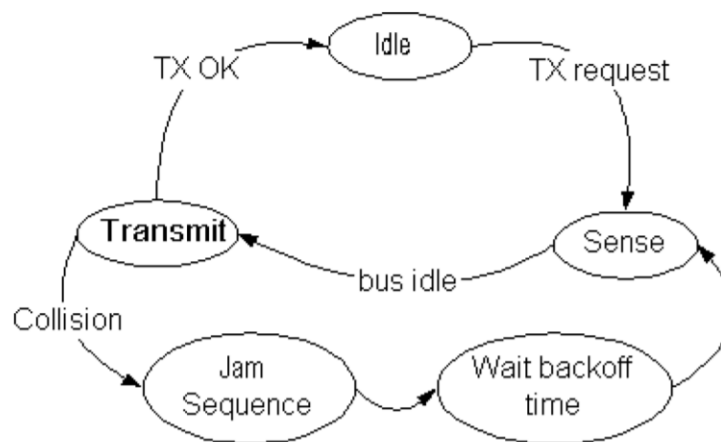 Idle
TX OK
TX request
Transmit
Sense
bus idle
Collision
Jam
Sequence
Wait backoff
time